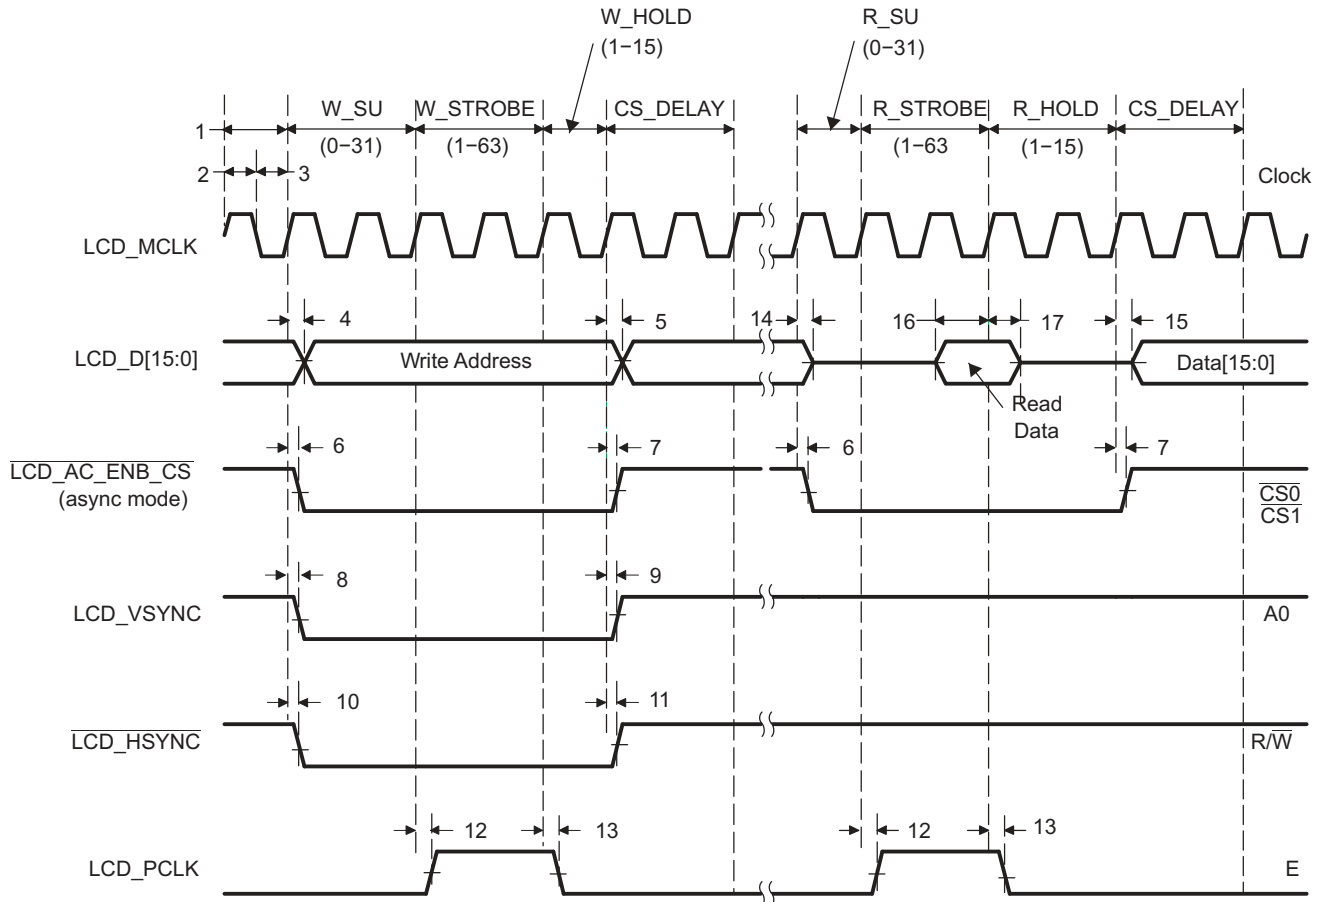 W_HOLD
(1−15)
R_SU
(0−31)
W_SU
(0−31)
W_STROBE
(1−63)
CS_DELAY
R_STROBE
(1−63
R_HOLD
(1−15)
CS_DELAY
1
2
3
Clock
LCD_MCLK
4
5
14
16
17
15
LCD_D[15:0]
Write Address
Data[15:0]
Read
Data
6
7
6
7
LCD_AC_ENB_CS
(async mode)
CS0
CS1
8
9
LCD_VSYNC
A0
10
11
LCD_HSYNC
R/W
12
13
12
13
LCD_PCLK
E